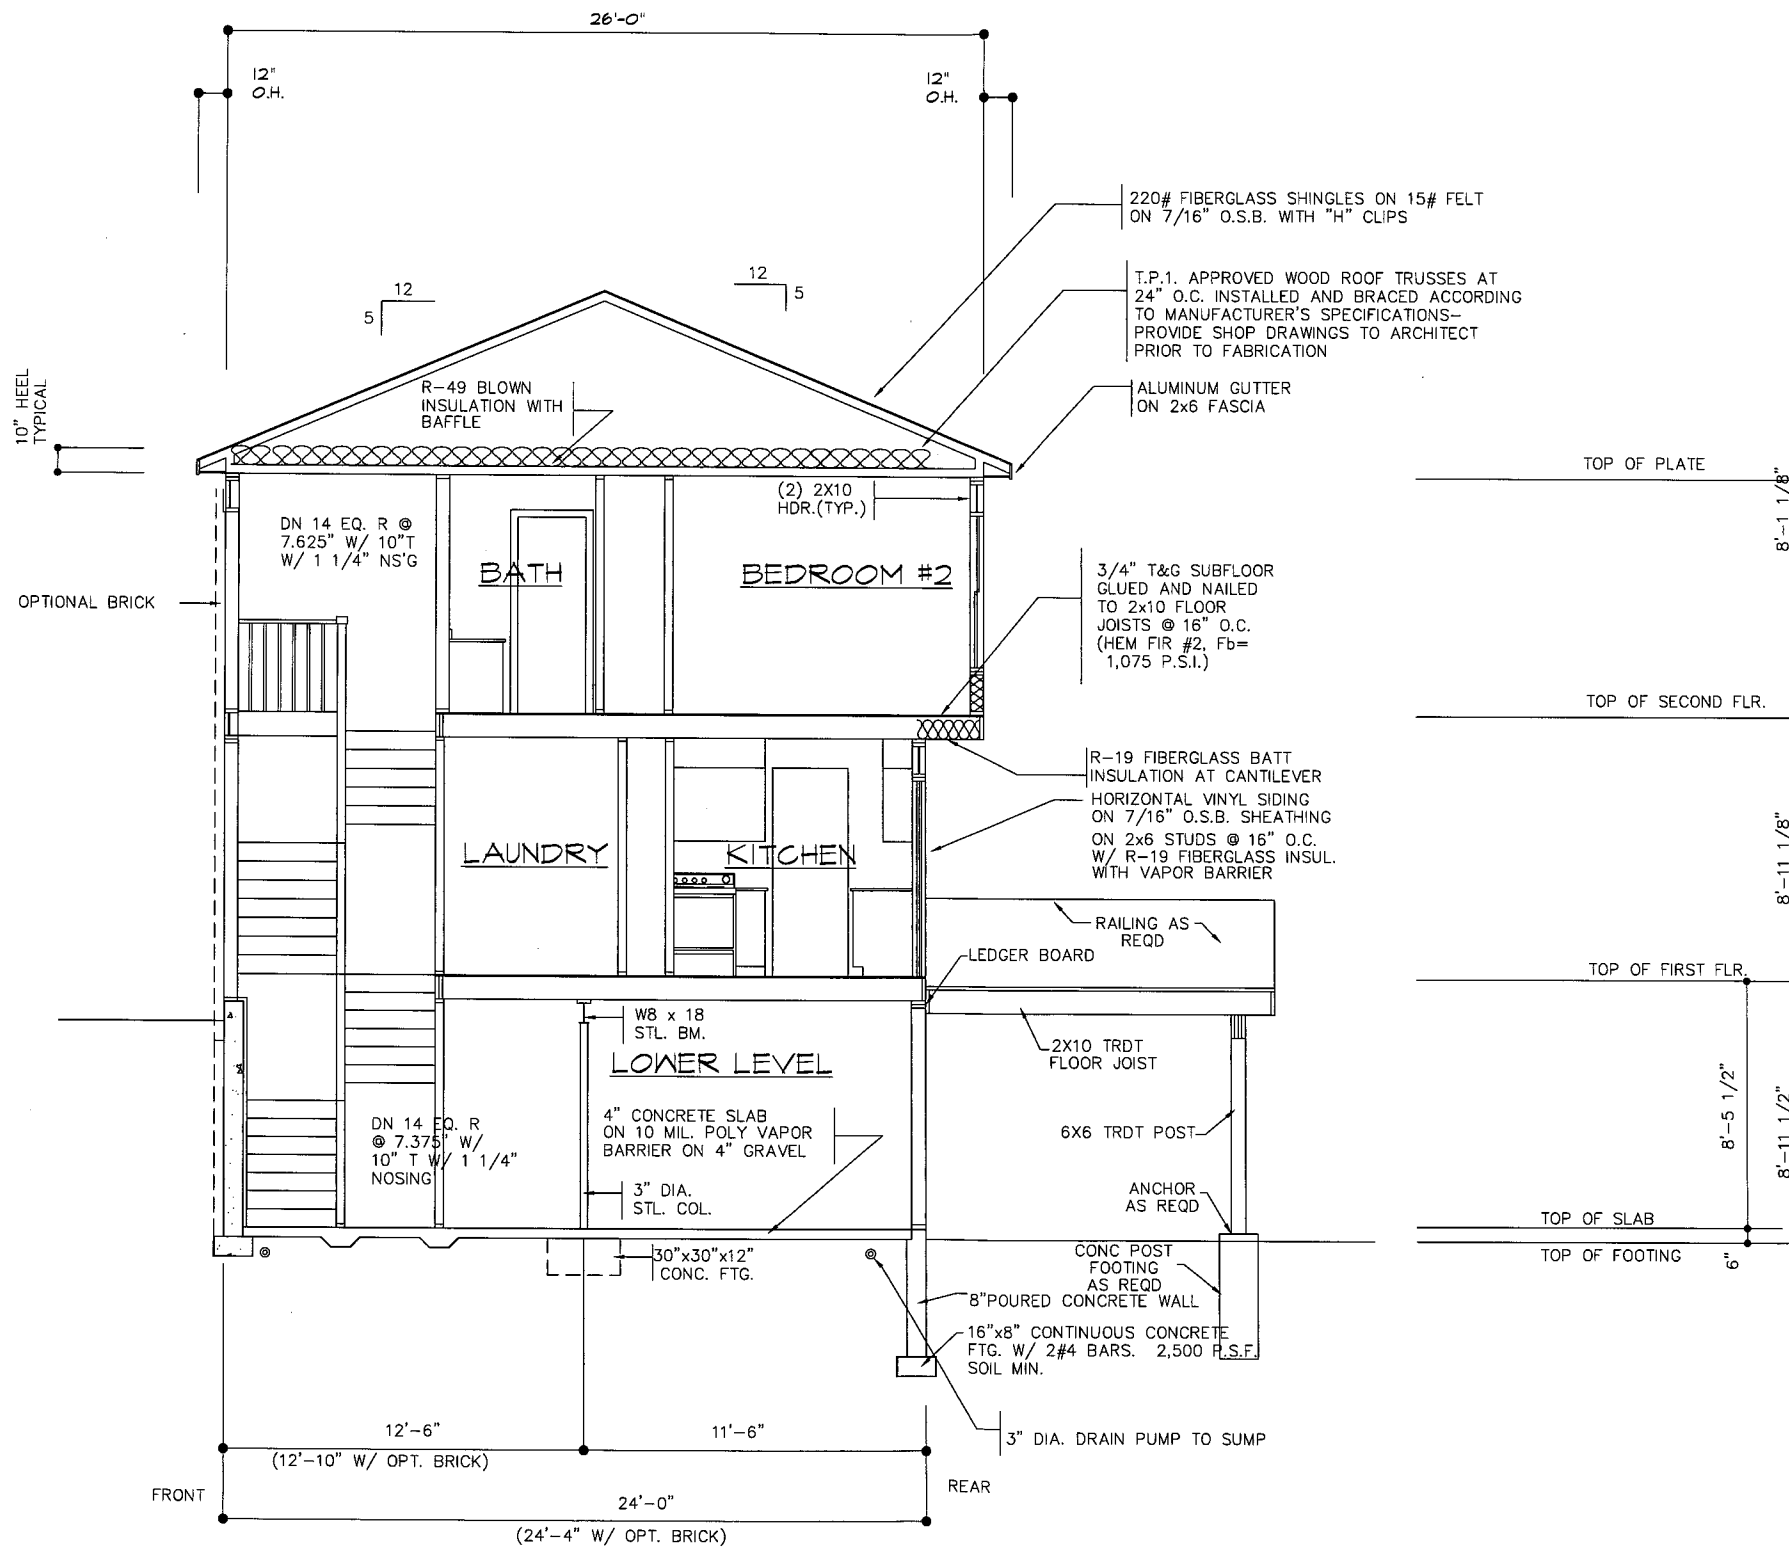 26'-0"
12"
O.H.
12"
O.H.
220# FIBERGLASS SHINGLES ON 15# FELT
ON 7/16" O.S.B. WITH "H" CLIPS
12
5
12
5
T.P.1. APPROVED WOOD ROOF TRUSSES AT
24" O.C. INSTALLED AND BRACED ACCORDING
TO MANUFACTURER'S SPECIFICATIONS-
PROVIDE SHOP DRAWINGS TO ARCHITECT
PRIOR TO FABRICATION
10" HEEL
TYPICAL
R-49 BLOWN
INSULATION WITH
BAFFLE
ALUMINUM GUTTER
ON 2x6 FASCIA
TOP OF PLATE
8'-1 1/8"
(2) 2X10
HDR.(TYP.)
DN 14 EQ. R @
7.625" W/ 10"T
W/ 1 1/4" NS'G
BATH
BEDROOM #2
3/4" T&G SUBFLOOR
GLUED AND NAILED
TO 2x10 FLOOR
JOISTS @ 16" O.C.
(HEM FIR #2, Fb=
1,075 P.S.I.)
OPTIONAL BRICK
TOP OF SECOND FLR.
R-19 FIBERGLASS BATT
INSULATION AT CANTILEVER
HORIZONTAL VINYL SIDING
ON 7/16" O.S.B. SHEATHING
ON 2x6 STUDS @ 16" O.C.
W/ R-19 FIBERGLASS INSUL.
WITH VAPOR BARRIER
8'-11 1/8"
LAUNDRY
KITCHEN
RAILING AS
REQD
LEDGER BOARD
TOP OF FIRST FLR.
W8 x 18
STL. BM.
LOWER LEVEL
2X10 TRDT
FLOOR JOIST
8'-5 1/2"
8'-11 1/2"
DN 14 EQ. R
@ 7.375" W/
10" T W/ 1 1/4"
NOSING
4" CONCRETE SLAB
ON 10 MIL. POLY VAPOR
BARRIER ON 4" GRAVEL
6X6 TRDT POST
3" DIA.
STL. COL.
ANCHOR
AS REQD
TOP OF SLAB
TOP OF FOOTING
6"
30"x30"x12"
CONC. FTG.
CONC POST
FOOTING
AS REQD
8"POURED CONCRETE WALL
16"x8" CONTINUOUS CONCRETE
FTG. W/ 2#4 BARS. 2,500 P.S.F.
SOIL MIN.
12'-6"
(12'-10" W/ OPT. BRICK)
11'-6"
3" DIA. DRAIN PUMP TO SUMP
FRONT
REAR
24'-0"
(24'-4" W/ OPT. BRICK)